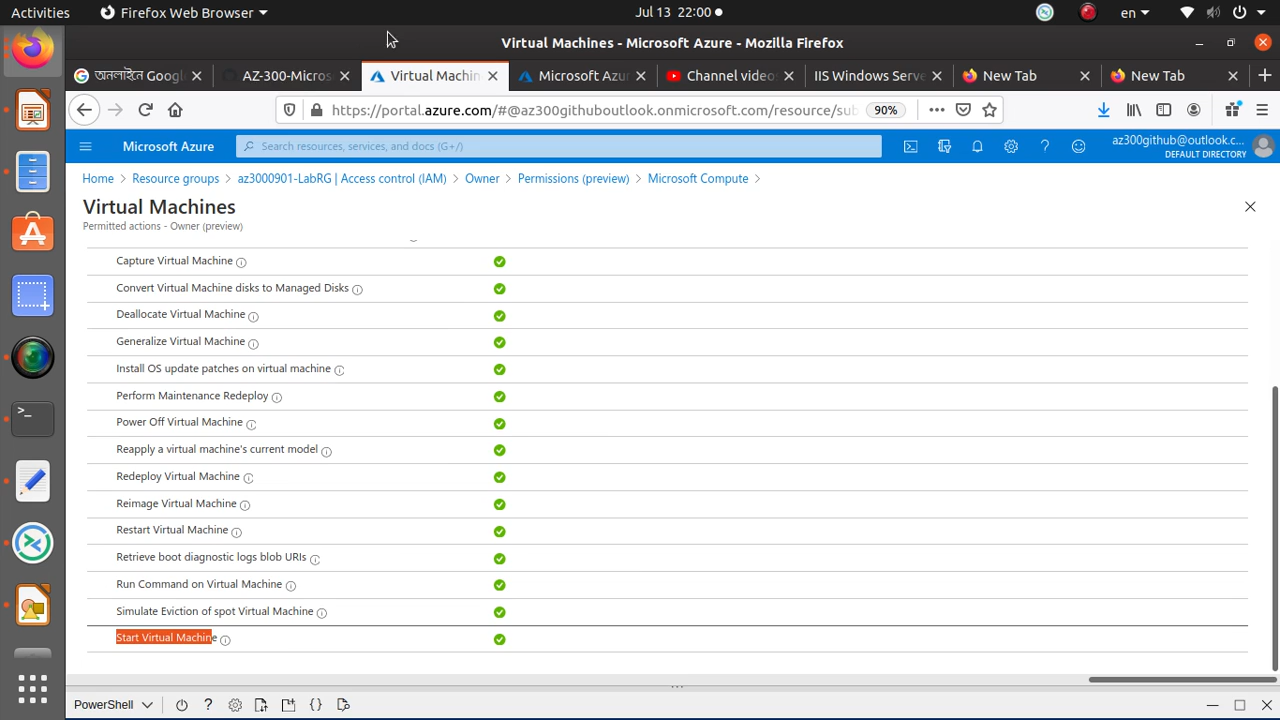 Activities Firefox Web Browser Jul 13 22:00 en
Virtual Machines - Microsoft Azure - Mozilla Firefox
অনলাইন Googl AZ-300-Micros Virtual Machin Microsoft Azur Channel video IIS Windows Serve New Tab New Tab
https://portal.azure.com/#@az300githuboutlook.onmicrosoft.com/resource/sub 90%
Microsoft Azure Search resources, services, and docs (G+/) az300github@outlook.c...
DEFAULT DIRECTORY
Home > Resource groups > az3000901-LabRG | Access control (IAM) > Owner > Permissions (preview) > Microsoft Compute >
Virtual Machines
Permitted actions - Owner (preview)
Capture Virtual Machine
Convert Virtual Machine disks to Managed Disks
Deallocate Virtual Machine
Generalize Virtual Machine
Install OS update patches on virtual machine
Perform Maintenance Redeploy
Power Off Virtual Machine
Reapply a virtual machine's current model
Redeploy Virtual Machine
Reimage Virtual Machine
Restart Virtual Machine
Retrieve boot diagnostic logs blob URIs
Run Command on Virtual Machine
Simulate Eviction of spot Virtual Machine
Start Virtual Machine
PowerShell